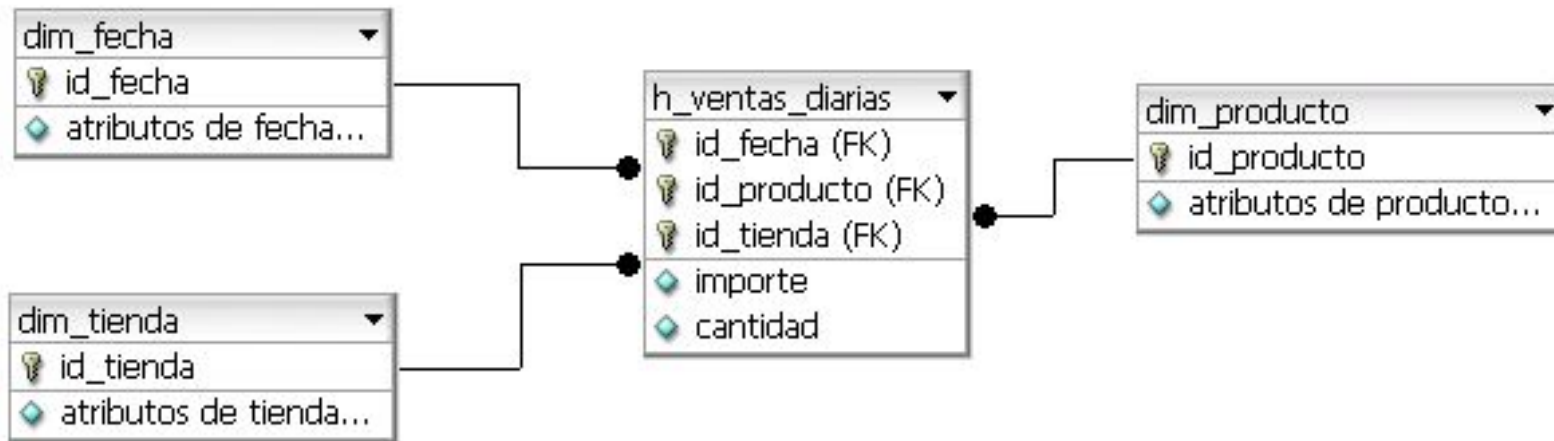 dim_fecha
id_fecha
atributos de fecha...
dim_tienda
id_tienda
atributos de tienda...
h_ventas_diarias
id_fecha (FK)
id_producto (FK)
id_tienda (FK)
importe
cantidad
dim_producto
id_producto
atributos de producto...